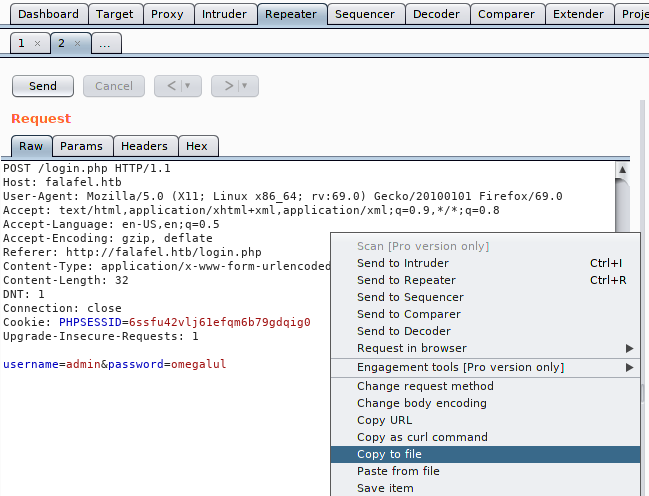 Dashboard Target Proxy Intruder Repeater Sequencer Decoder Comparer Extender Proje
1 × 2 × ...
Send Cancel < ▼ > ▼
Request
Raw Params Headers Hex
POST /login.php HTTP/1.1
Host: falafel.htb
User-Agent: Mozilla/5.0 (X11; Linux x86_64; rv:69.0) Gecko/20100101 Firefox/69.0
Accept: text/html,application/xhtml+xml,application/xml;q=0.9,*/*;q=0.8
Accept-Language: en-US,en;q=0.5
Accept-Encoding: gzip, deflate
Referer: http://falafel.htb/login.php
Content-Type: application/x-www-form-urlencoded
Content-Length: 32
DNT: 1
Connection: close
Cookie: PHPSESSID=6ssfu42vlj61efqm6b79gdqig0
Upgrade-Insecure-Requests: 1
username=admin&password=omegalul
Scan [Pro version only]
Send to Intruder Ctrl+I
Send to Repeater Ctrl+R
Send to Sequencer
Send to Comparer
Send to Decoder
Request in browser
Engagement tools [Pro version only]
Change request method
Change body encoding
Copy URL
Copy as curl command
Copy to file
Paste from file
Save item